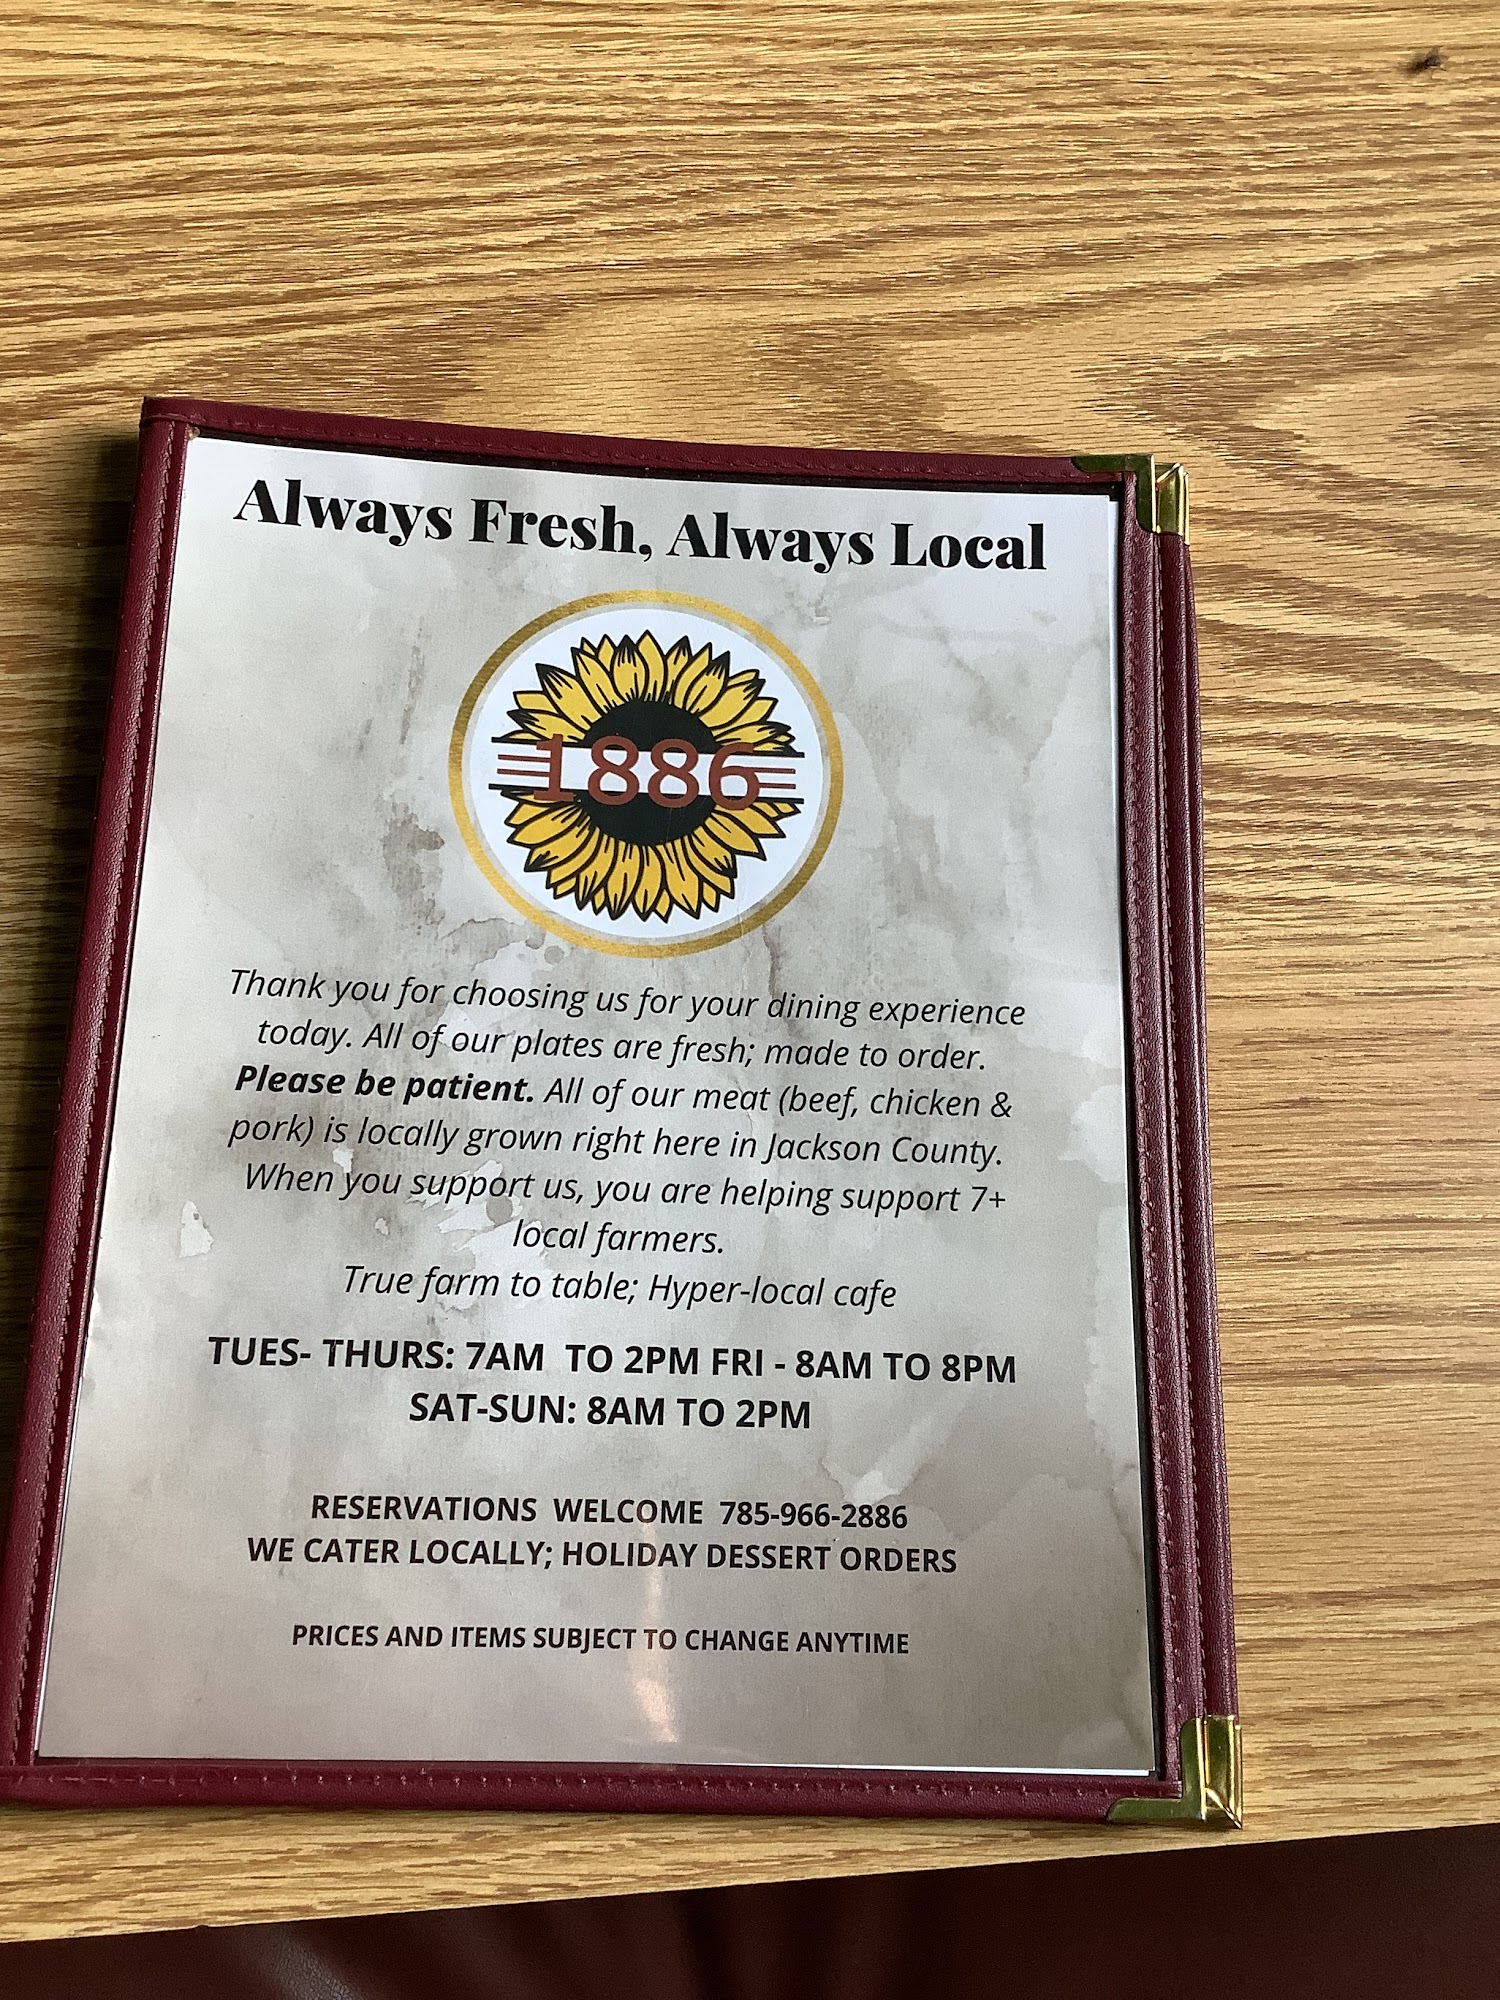 Always Fresh, Always Local
1886
Thank you for choosing us for your dining experience
today. All of our plates are fresh; made to order.
Please be patient. All of our meat (beef, chicken &
pork) is locally grown right here in Jackson County.
When you support us, you are helping support 7+
local farmers.
True farm to table; Hyper-local cafe
TUES- THURS: 7AM TO 2PM FRI - 8AM TO 8PM
SAT-SUN: 8AM TO 2PM
RESERVATIONS WELCOME 785-966-2886
WE CATER LOCALLY; HOLIDAY DESSERT ORDERS
PRICES AND ITEMS SUBJECT TO CHANGE ANYTIME